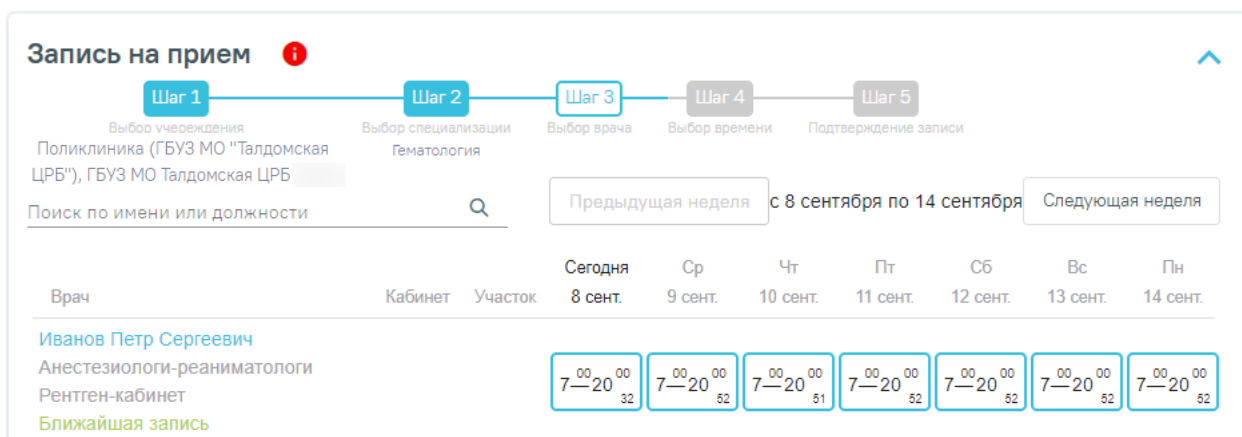 Запись на прием
Шаг 1 Шаг 2 Шаг 3 Шаг 4 Шаг 5
Выбор учереждения Выбор специализации Выбор врача Выбор времени Подтверждение записи
Поликлиника (ГБУЗ МО "Талдомская Гематология
ЦРБ"), ГБУЗ МО Талдомская ЦРБ
Поиск по имени или должности Предыдущая неделя с 8 сентября по 14 сентября Следующая неделя
Сегодня Ср Чт Пт Сб Вс Пн
Врач Кабинет Участок 8 сент. 9 сент. 10 сент. 11 сент. 12 сент. 13 сент. 14 сент.
Иванов Петр Сергеевич
Анестезиологи-реаниматологи
7 00—20 00 7 00—20 00 7 00—20 00 7 00—20 00 7 00—20 00 7 00—20 00 7 00—20 00
Рентген-кабинет 32 52 51 52 52 52 52
Ближайшая запись